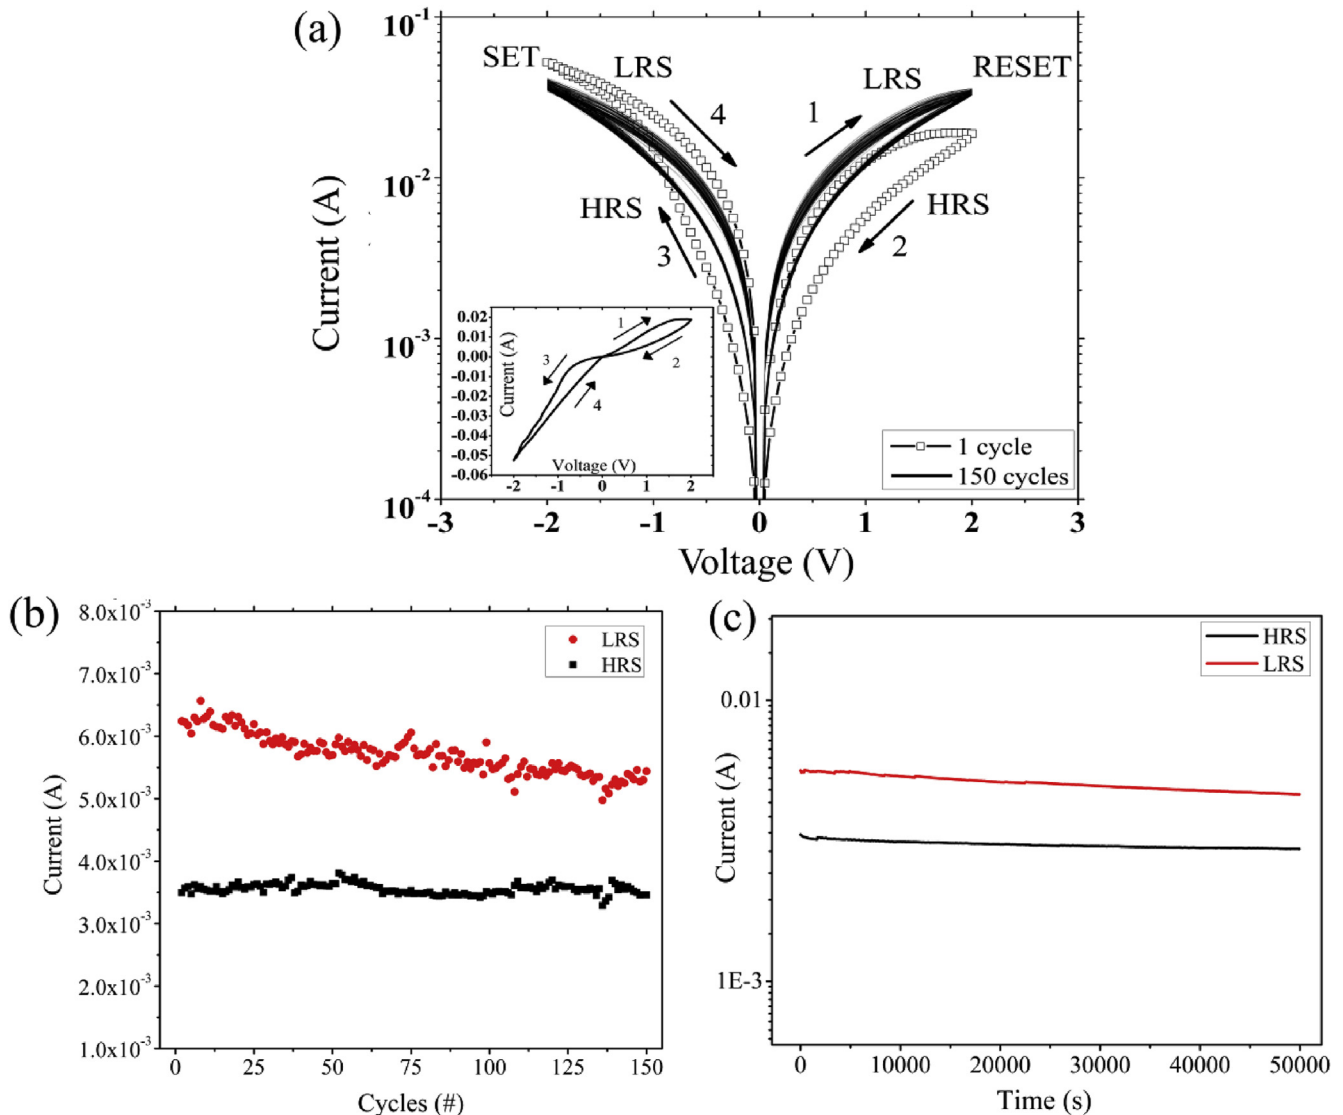 (a)
10⁻¹
10⁻²
10⁻³
10⁻⁴
Current (A)
SET
LRS
4
HRS
3
LRS
1
RESET
HRS
2
-3
-2
-1
0
1
2
3
Voltage (V)
1 cycle
150 cycles
0.02
0.01
0.00
-0.01
-0.02
-0.03
-0.04
-0.05
-0.06
Current (A)
1
2
3
4
Voltage (V)
-2
-1
0
1
2
(b)
8.0x10⁻³
7.0x10⁻³
6.0x10⁻³
5.0x10⁻³
4.0x10⁻³
3.0x10⁻³
2.0x10⁻³
1.0x10⁻³
Current (A)
LRS
HRS
0
25
50
75
100
125
150
Cycles (#)
(c)
HRS
LRS
0.01
1E-3
Current (A)
0
10000
20000
30000
40000
50000
Time (s)